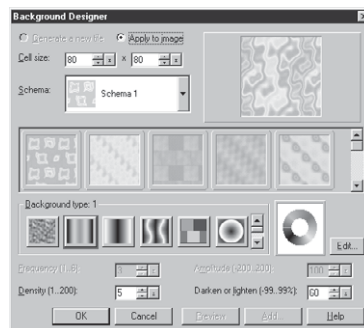 Background Designer
Generate a new tile Apply to image
Cell size: 80 x 80
Schema: Schema 1
Background type: 1
Edit...
Frequency (1..6): 3 Amplitude (-200..200): 100
Density (1..200): 5 Darken or lighten (-99..99%): 60
OK Cancel Preview Add... Help